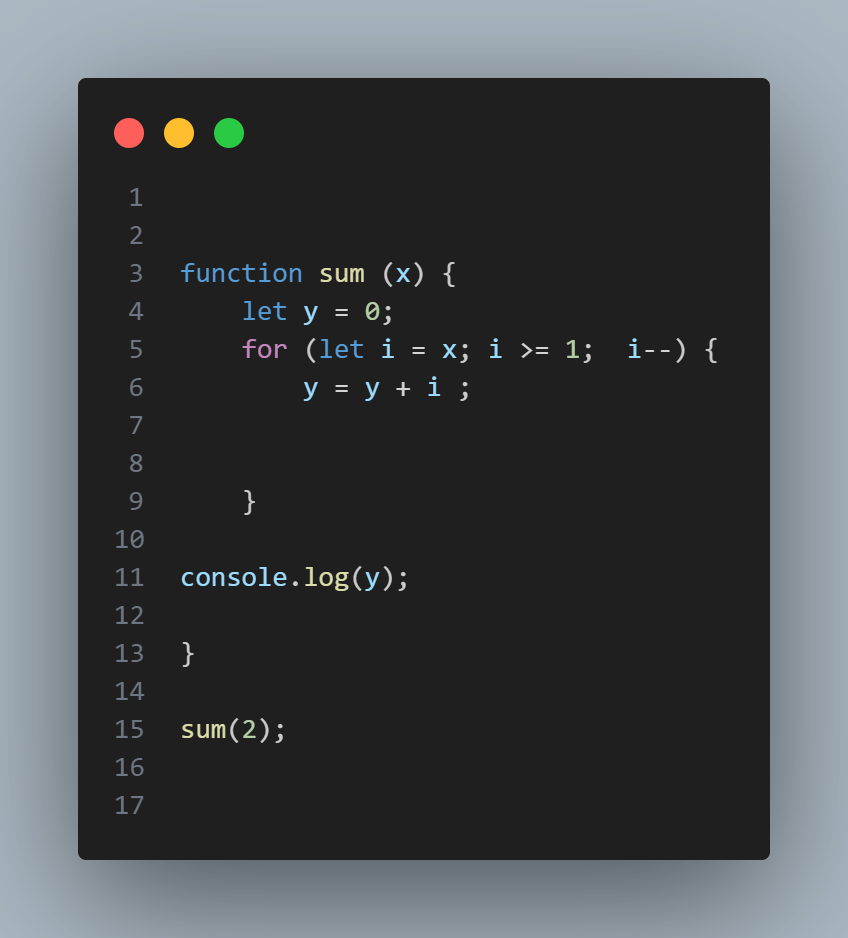 1
2
3 function sum (x) {
4     let y = 0;
5     for (let i = x; i >= 1;  i--) {
6         y = y + i ;
7
8
9     }
10
11 console.log(y);
12
13 }
14
15 sum(2);
16
17